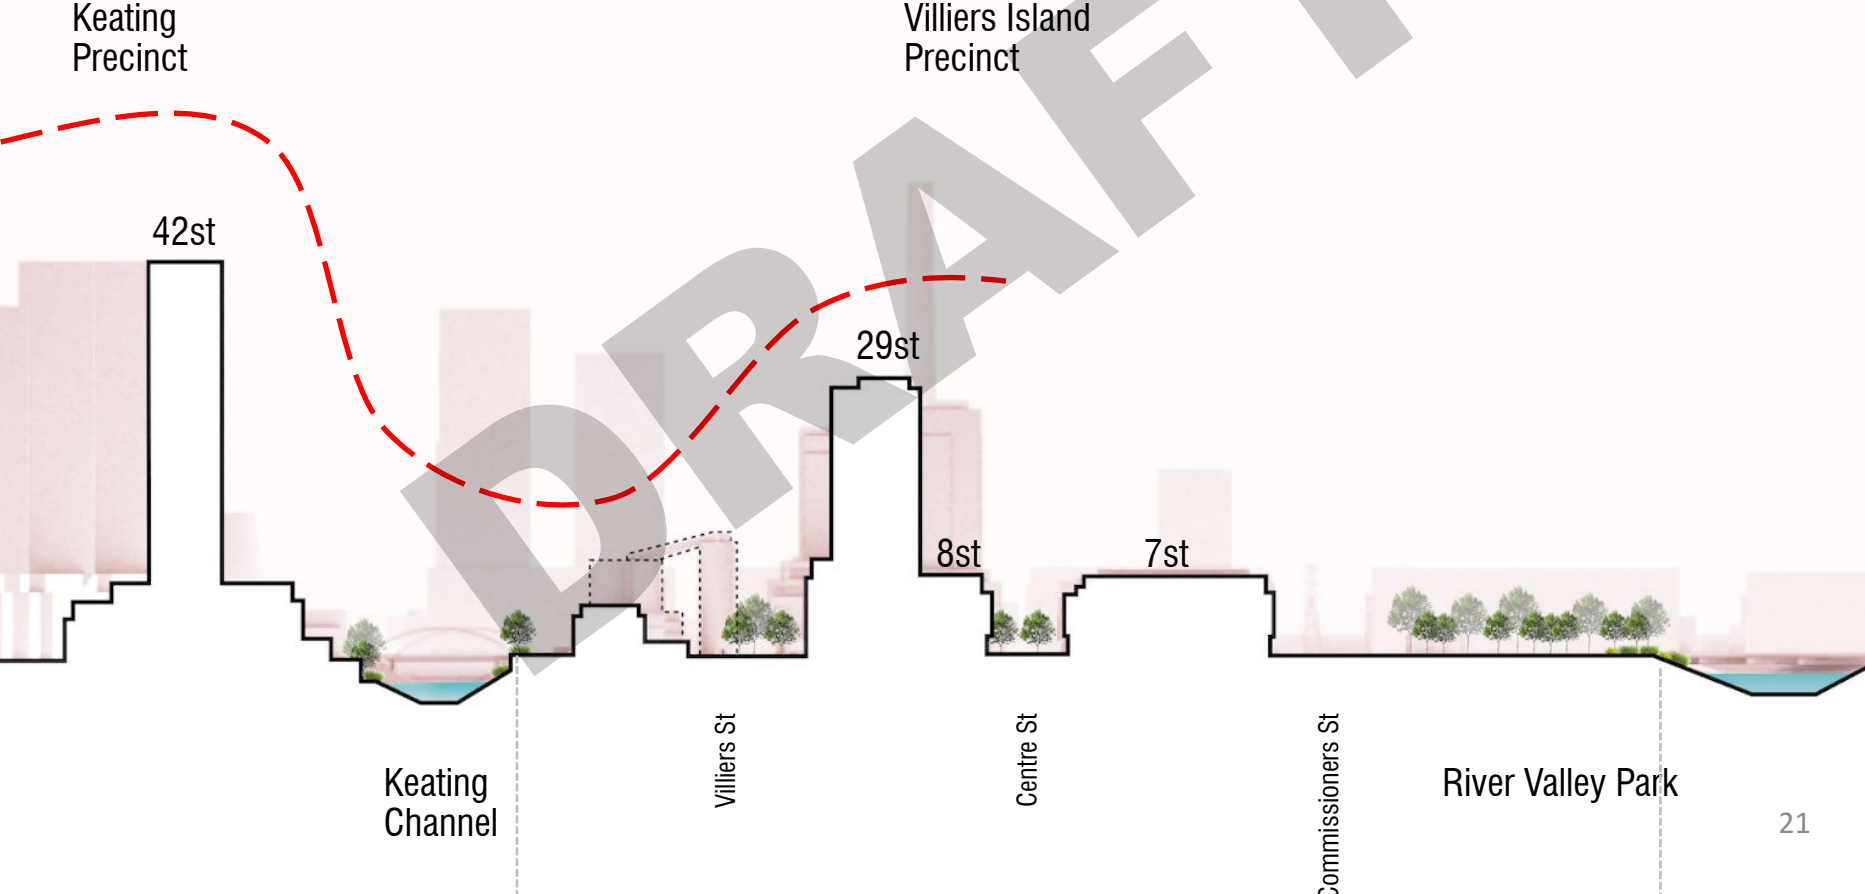 Keating
Precinct
Villiers Island
Precinct
DRAFT
42st
29st
8st
7st
Villiers St
Centre St
Commissioners St
Keating
Channel
River Valley Park
21